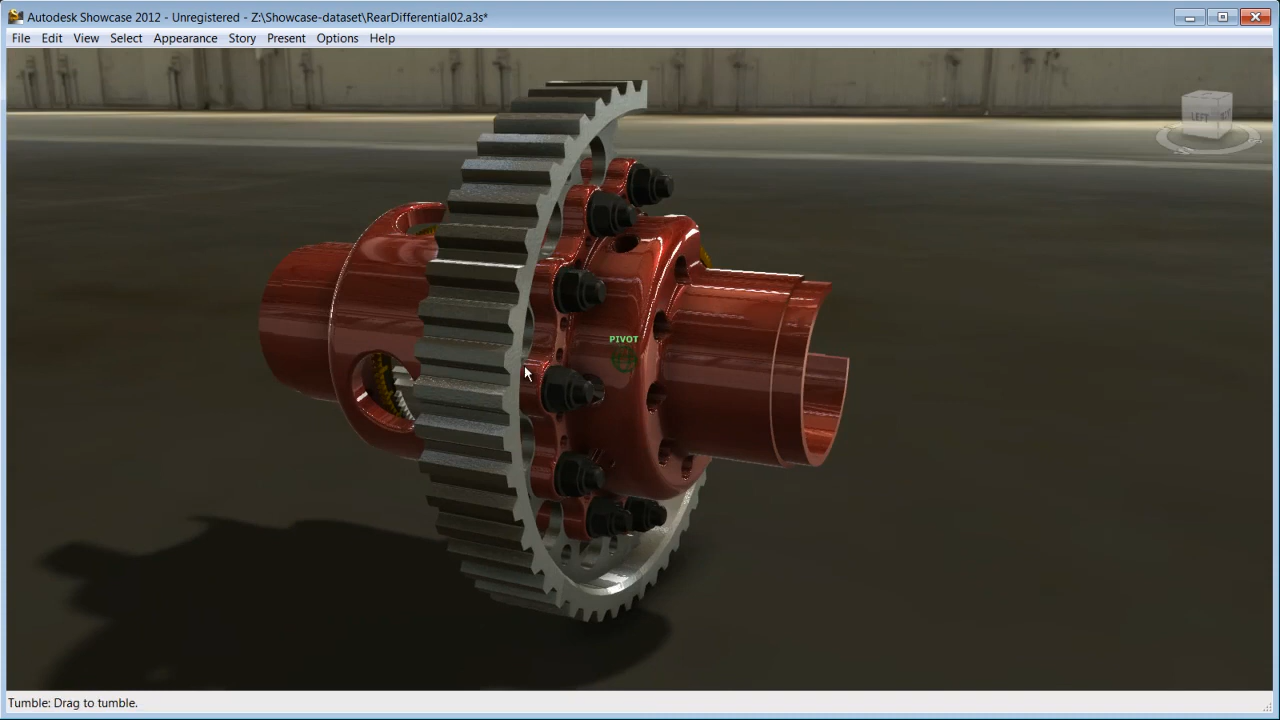 Autodesk Showcase 2012 - Unregistered - Z:\Showcase-dataset\RearDifferential02.a3s*
File Edit View Select Appearance Story Present Options Help
LEFT
PIVOT
Tumble: Drag to tumble.